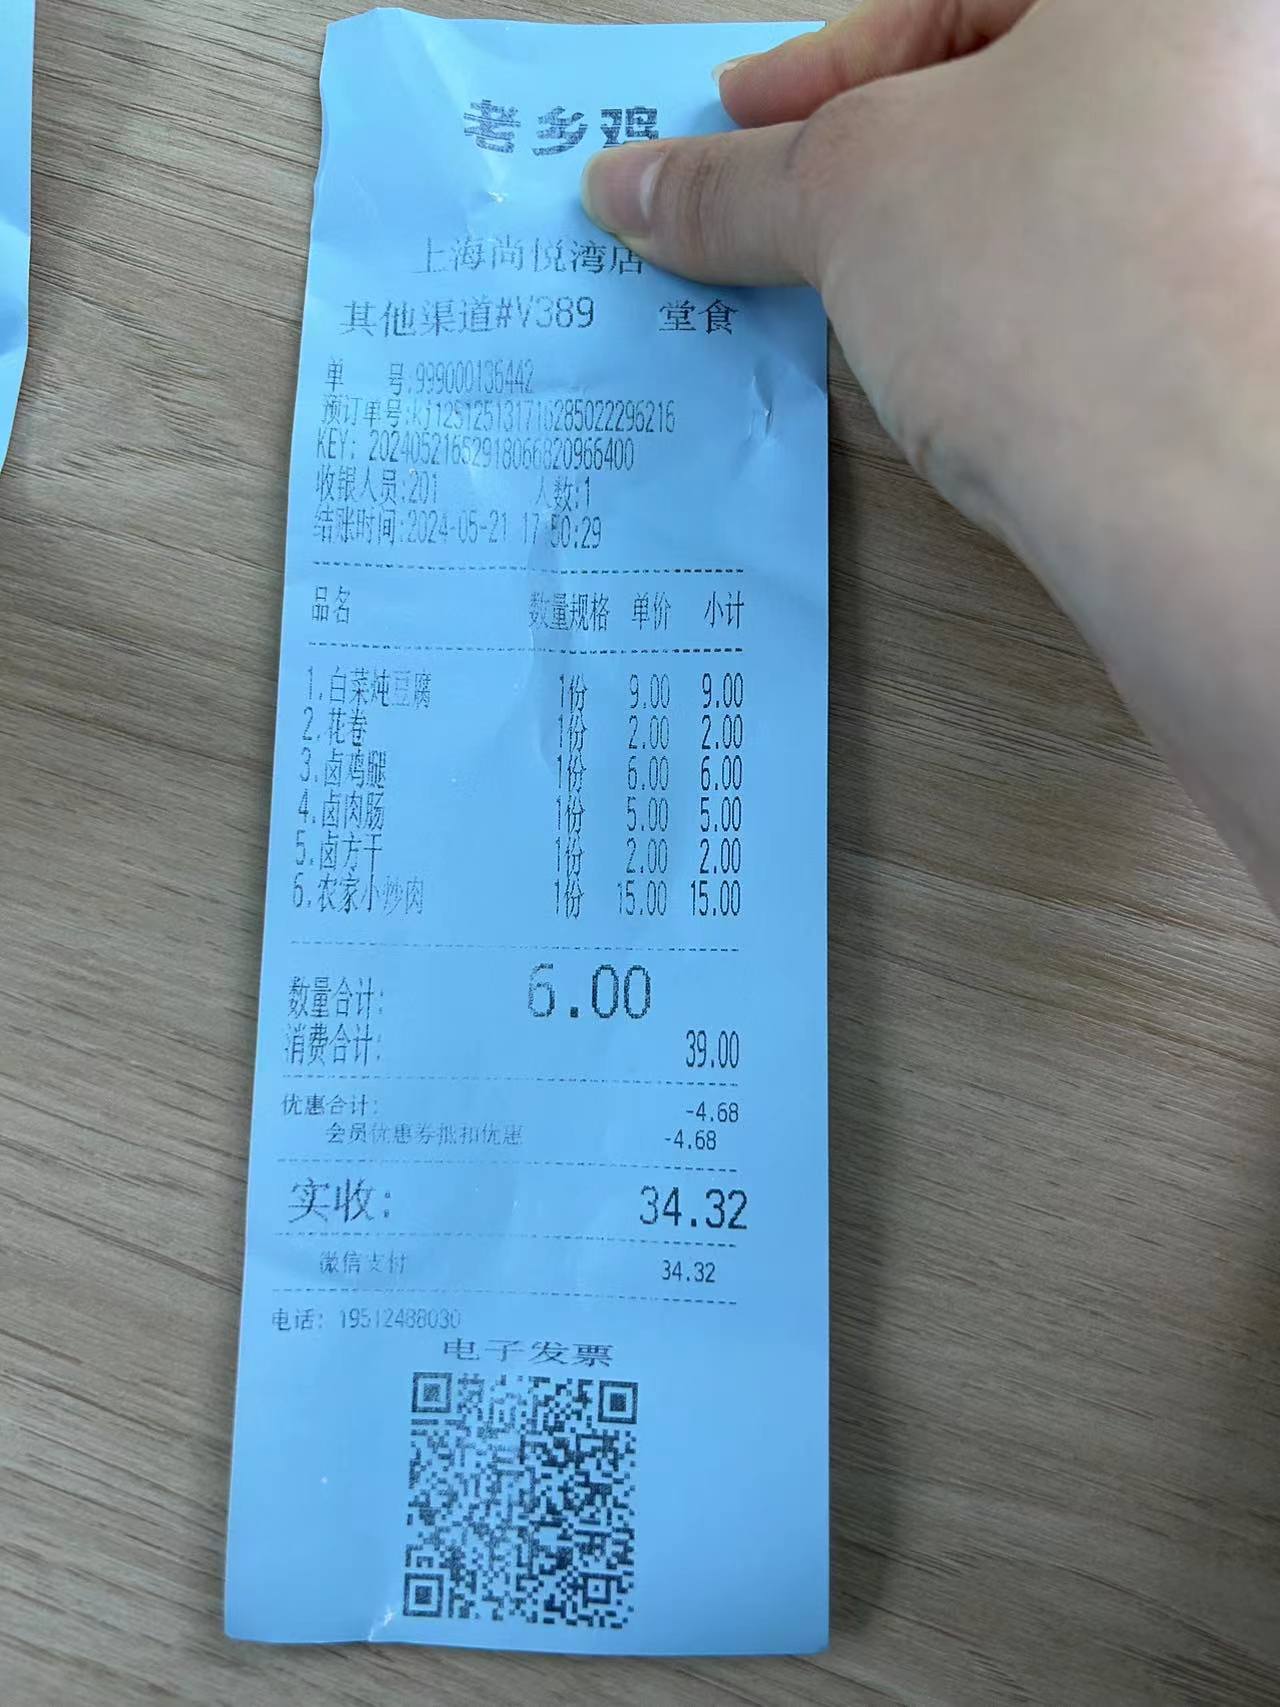 老乡鸡
上海尚悦湾店
其他渠道#V389 堂食
单 号:999000136442
预订单号:kj125125131710285022296216
KEY: 20240521652918066820966400
收银人员:201 人数:1
结账时间:2024-05-21 17:50:29
品名 数量规格 单价 小计
1.白菜炖豆腐 1份 9.00 9.00
2.花卷 1份 2.00 2.00
3.卤鸡腿 1份 6.00 6.00
4.卤肉肠 1份 5.00 5.00
5.卤方干 1份 2.00 2.00
6.农家小炒肉 1份 15.00 15.00
数量合计: 6.00
消费合计: 39.00
优惠合计: -4.68
会员优惠券抵扣优惠 -4.68
实收: 34.32
微信支付 34.32
电话: 19512488030
电子发票